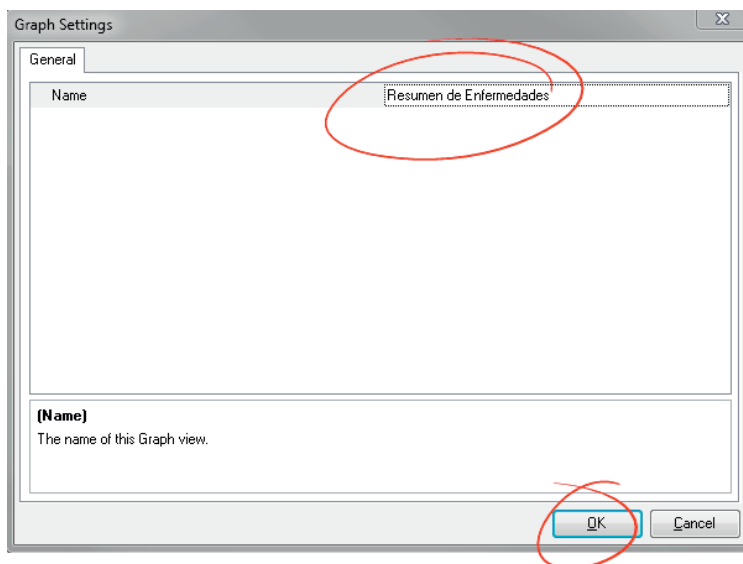 Graph Settings
General
Name
Resumen de Enfermedades
(Name)
The name of this Graph view.
OK
Cancel